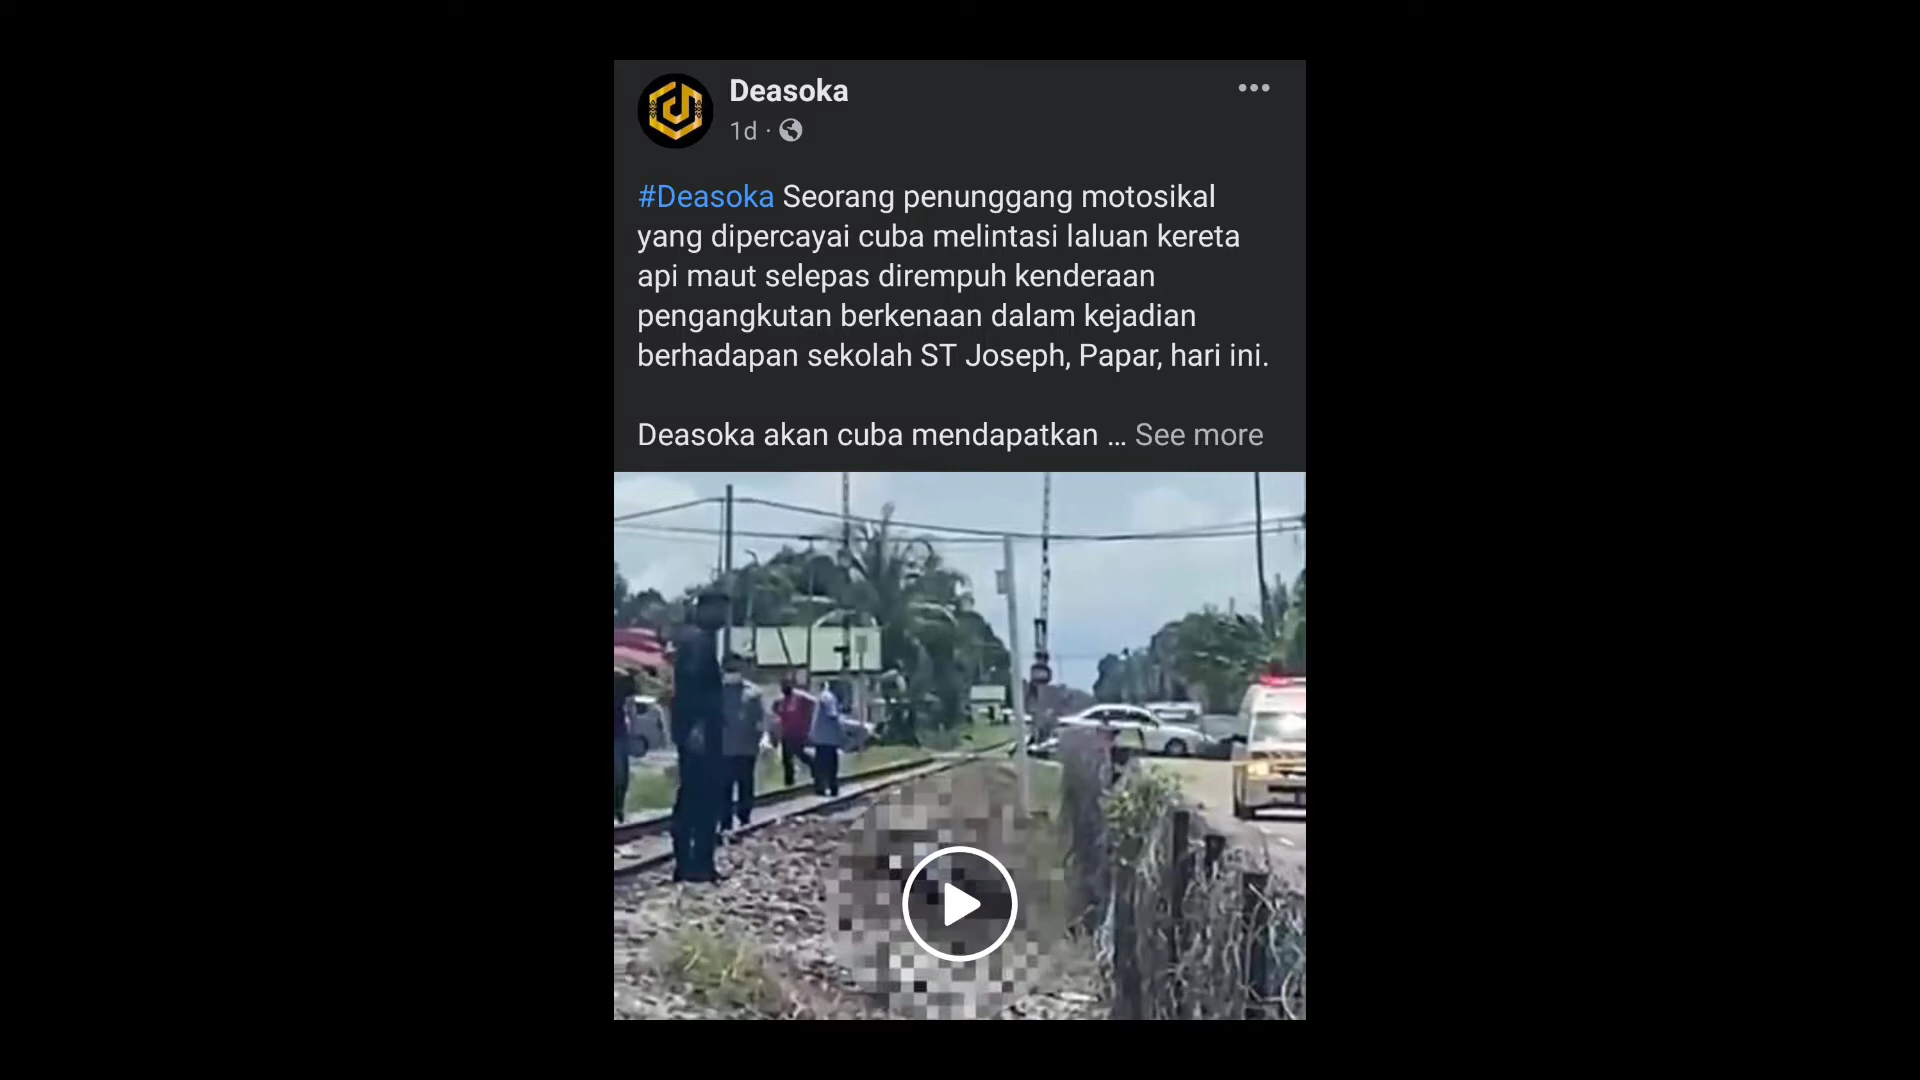 Deasoka
1d ·
#Deasoka Seorang penunggang motosikal
yang dipercayai cuba melintasi laluan kereta
api maut selepas dirempuh kenderaan
pengangkutan berkenaan dalam kejadian
berhadapan sekolah ST Joseph, Papar, hari ini.
Deasoka akan cuba mendapatkan ... See more